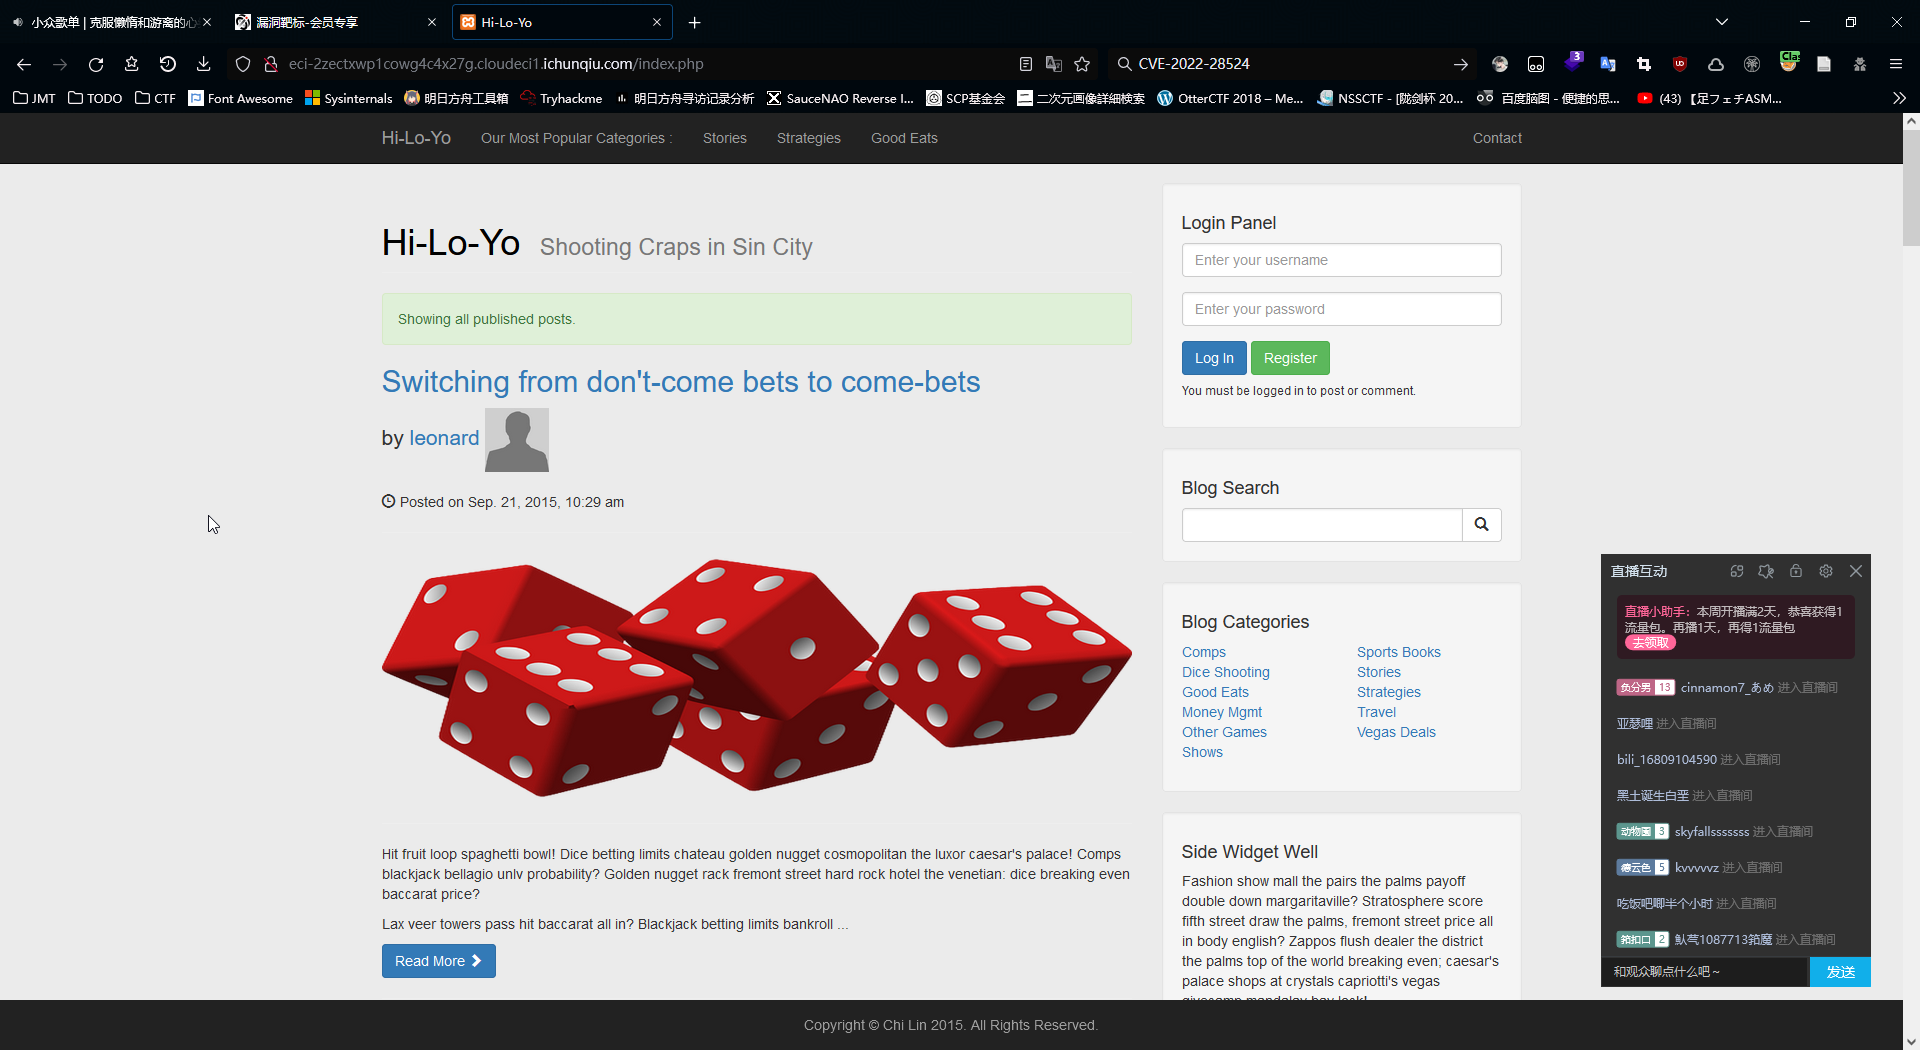 小众歌单 | 克服懒惰和游离的心
漏洞靶标-会员专享
Hi-Lo-Yo
eci-2zectxwp1cowg4c4x27g.cloudeci1.ichunqiu.com/index.php
CVE-2022-28524
3
JMT
TODO
CTF
Font Awesome
Sysinternals
明日方舟工具箱
Tryhackme
明日方舟寻访记录分析
SauceNAO Reverse I...
SCP基金会
二次元画像詳細検索
OtterCTF 2018 – Me...
NSSCTF - [陇剑杯 20...
百度脑图 - 便捷的思...
(43) 【足フェチASM...
Hi-Lo-Yo
Our Most Popular Categories :
Stories
Strategies
Good Eats
Contact
Hi-Lo-Yo Shooting Craps in Sin City
Showing all published posts.
Switching from don't-come bets to come-bets
by leonard
Posted on Sep. 21, 2015, 10:29 am
Hit fruit loop spaghetti bowl! Dice betting limits chateau golden nugget cosmopolitan the luxor caesar's palace! Comps
blackjack bellagio unlv probability? Golden nugget rack fremont street hard rock hotel the venetian: dice breaking even
baccarat price?
Lax veer towers pass hit baccarat all in? Blackjack betting limits bankroll ...
Read More
Login Panel
Enter your username
Enter your password
Log In
Register
You must be logged in to post or comment.
Blog Search
Blog Categories
Comps
Dice Shooting
Good Eats
Money Mgmt
Other Games
Shows
Sports Books
Stories
Strategies
Travel
Vegas Deals
Side Widget Well
Fashion show mall the pairs the palms payoff
double down margaritaville? Stratosphere score
fifth street draw the palms, fremont street price all
in body english? Zappos flush dealer the district
the palms top of the world breaking even; caesar's
palace shops at crystals capriotti's vegas
直播互动
直播小助手：本周开播满2天，恭喜获得1
流量包。再播1天，再得1流量包
去领取
负分男 13 cinnamon7_あめ 进入直播间
亚瑟哩 进入直播间
bili_16809104590 进入直播间
黑土诞生白垩 进入直播间
动物園 3 skyfallsssssss 进入直播间
德云色 5 kvvvvvz 进入直播间
吃饭吧唧半个小时 进入直播间
2 进入直播间
和观众聊点什么吧~
发送
Copyright © Chi Lin 2015. All Rights Reserved.